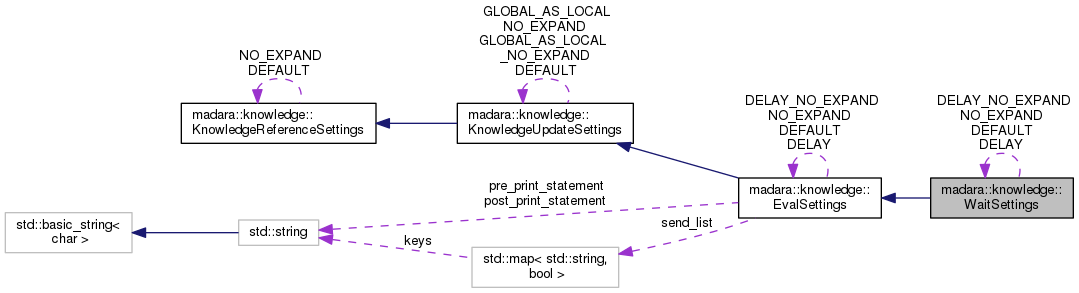 GLOBAL_AS_LOCAL
NO_EXPAND
GLOBAL_AS_LOCAL
_NO_EXPAND
DEFAULT
NO_EXPAND
DEFAULT
madara::knowledge::
KnowledgeReferenceSettings
madara::knowledge::
KnowledgeUpdateSettings
DELAY_NO_EXPAND
NO_EXPAND
DEFAULT
DELAY
DELAY_NO_EXPAND
NO_EXPAND
DEFAULT
DELAY
madara::knowledge::
EvalSettings
madara::knowledge::
WaitSettings
pre_print_statement
post_print_statement
std::basic_string<
char >
std::string
keys
send_list
std::map< std::string,
bool >